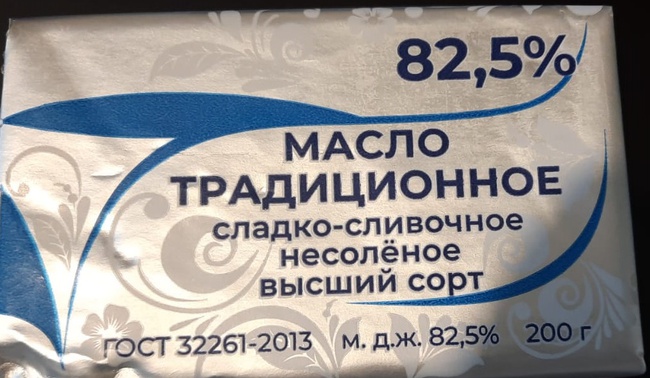 82,5%
МАСЛО
ТРАДИЦИОННОЕ
сладко-сливочное
несолёное
высший сорт
ГОСТ 32261-2013 м. д.ж. 82,5% 200 г